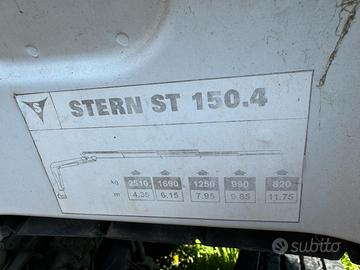 S STERN ST 150.4
kg 2510 1690 1250 990 820
m 4.35 6.15 7.95 9.85 11.75
subito